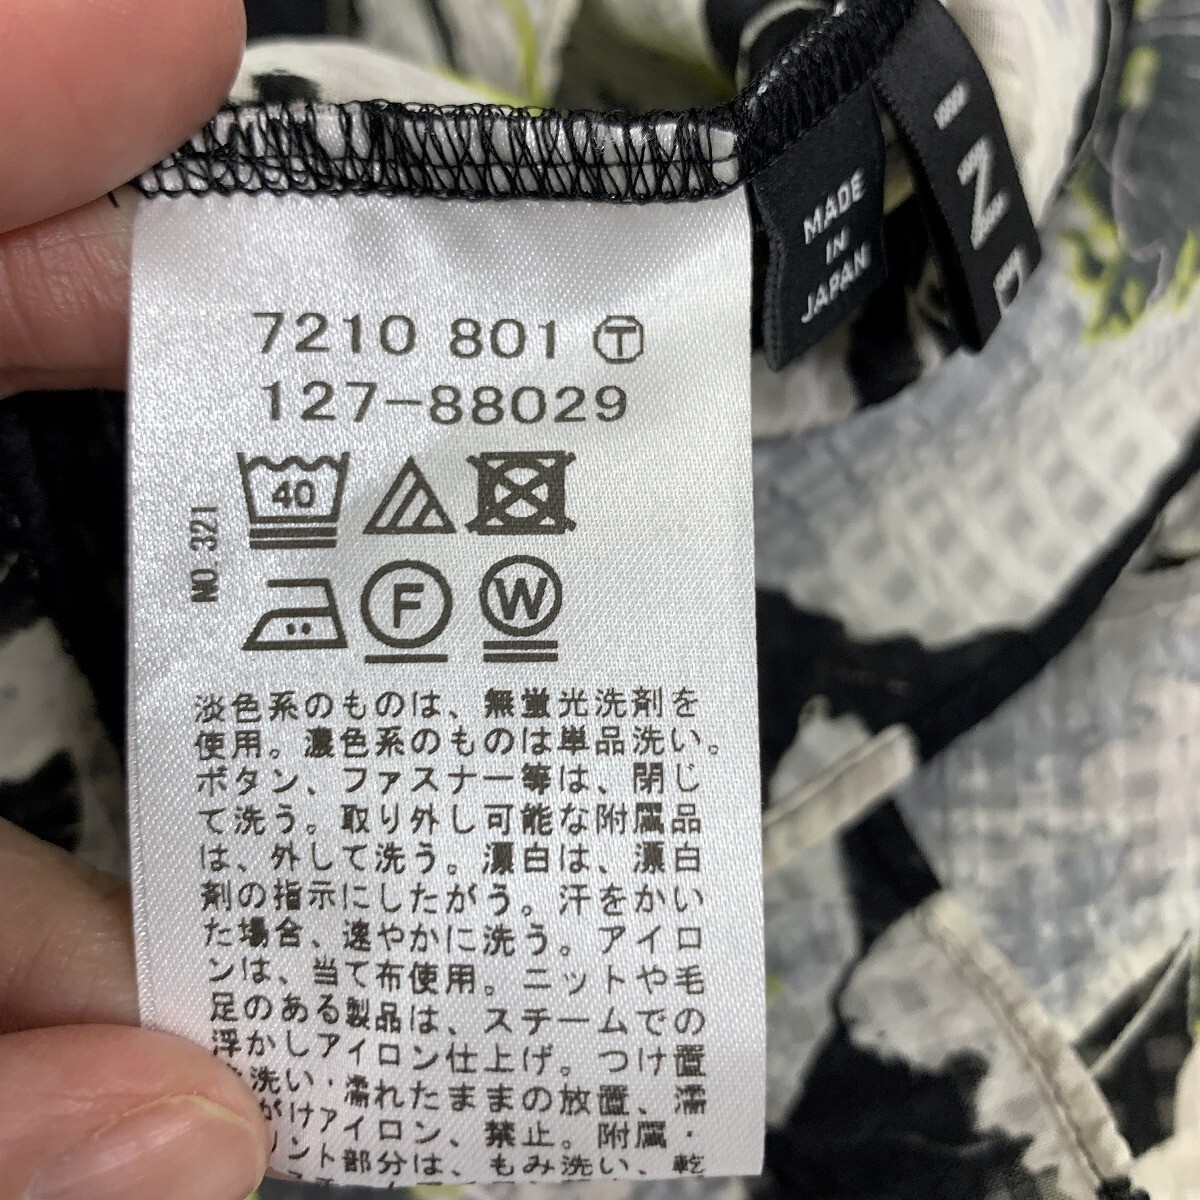 MADE
IN
JAPAN
7210 801 Ⓣ
127-88029
NO.321
40
F
W
淡色系のものは、無蛍光洗剤を
使用。濃色系のものは単品洗い。
ボタン、ファスナー等は、閉じ
て洗う。取り外し可能な附属品
は、外して洗う。漂白は、漂白
剤の指示にしたがう。汗をかい
た場合、速やかに洗う。アイロ
ンは、当て布使用。ニットや毛
足のある製品は、スチームでの
浮かしアイロン仕上げ。つけ置
洗い・濡れたままの放置、濡
がけアイロン、禁止。附属・
リント部分は、もみ洗い、乾